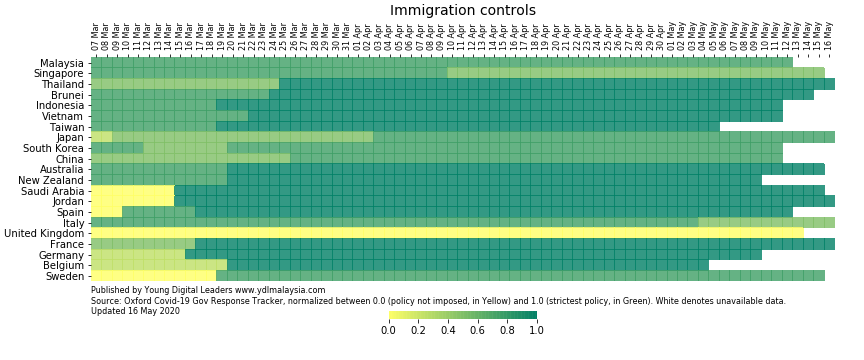 Immigration controls
07 Mar
08 Mar
09 Mar
10 Mar
11 Mar
12 Mar
13 Mar
14 Mar
15 Mar
16 Mar
17 Mar
18 Mar
19 Mar
20 Mar
21 Mar
22 Mar
23 Mar
24 Mar
25 Mar
26 Mar
27 Mar
28 Mar
29 Mar
30 Mar
31 Mar
01 Apr
02 Apr
03 Apr
04 Apr
05 Apr
06 Apr
07 Apr
08 Apr
09 Apr
10 Apr
11 Apr
12 Apr
13 Apr
14 Apr
15 Apr
16 Apr
17 Apr
18 Apr
19 Apr
20 Apr
21 Apr
22 Apr
23 Apr
24 Apr
25 Apr
26 Apr
27 Apr
28 Apr
29 Apr
30 Apr
01 May
02 May
03 May
04 May
05 May
06 May
07 May
08 May
09 May
10 May
11 May
12 May
13 May
14 May
15 May
16 May
Malaysia
Singapore
Thailand
Brunei
Indonesia
Vietnam
Taiwan
Japan
South Korea
China
Australia
New Zealand
Saudi Arabia
Jordan
Spain
Italy
United Kingdom
France
Germany
Belgium
Sweden
Published by Young Digital Leaders www.ydlmalaysia.com
Source: Oxford Covid-19 Gov Response Tracker, normalized between 0.0 (policy not imposed, in Yellow) and 1.0 (strictest policy, in Green). White denotes unavailable data.
Updated 16 May 2020
0.0 0.2 0.4 0.6 0.8 1.0